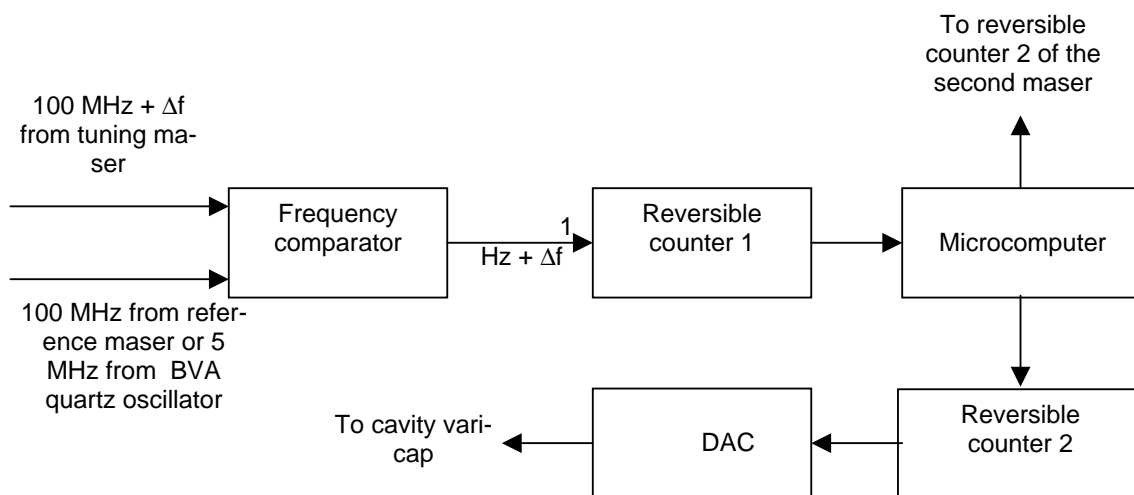 To reversible
counter 2 of the
second maser
100 MHz + Δf
from tuning ma-
ser
Frequency
comparator
1
Hz + Δf
Reversible
counter 1
Microcomputer
100 MHz from refer-
ence maser or 5
MHz from BVA
quartz oscillator
To cavity vari-
cap
DAC
Reversible
counter 2